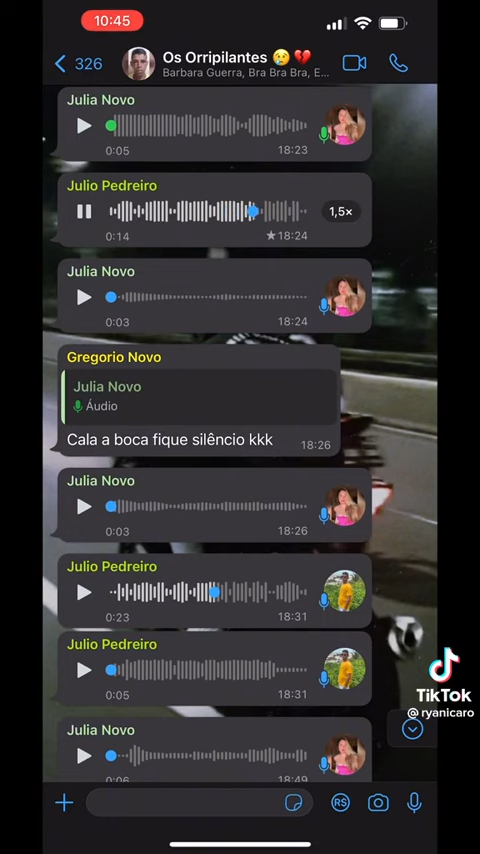 10:45
326
Os Orripilantes 😢💔
Barbara Guerra, Bra Bra Bra, E...
Julia Novo
0:05
18:23
Julio Pedreiro
1,5×
0:14
★18:24
Julia Novo
0:03
18:24
Gregorio Novo
Julia Novo
Áudio
Cala a boca fique silêncio kkk
18:26
Julia Novo
0:03
18:26
Julio Pedreiro
0:23
18:31
Julio Pedreiro
0:05
18:31
TikTok
@ryanicaro
Julia Novo
0:06
18:49
R$